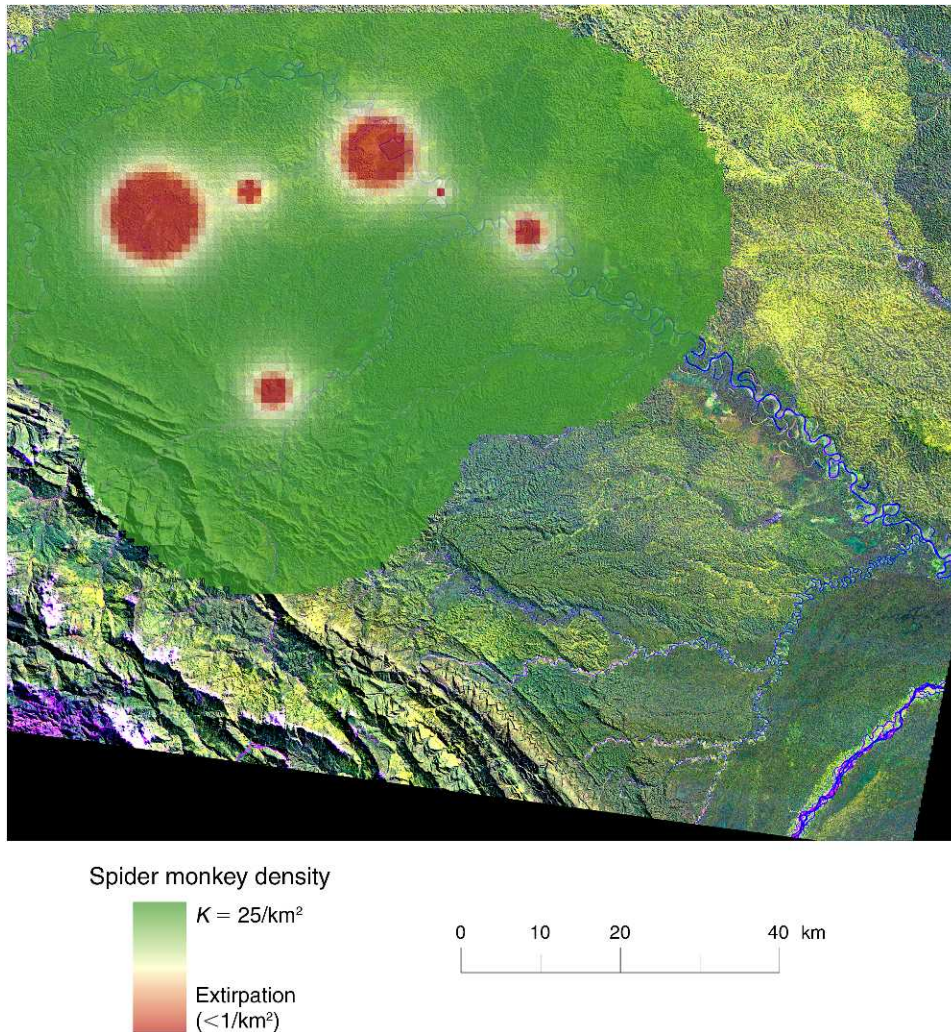 Spider monkey density
K = 25/km²
Extirpation
(<1/km²)
0 10 20 40 km